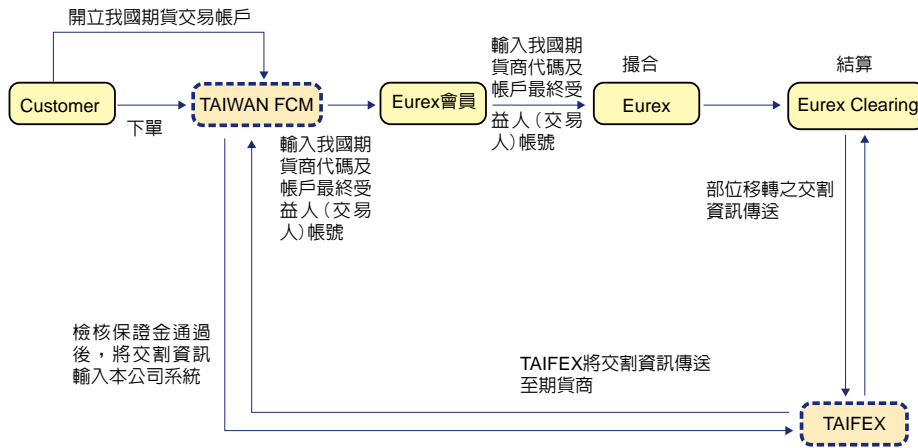 開立我國期貨交易帳戶
Customer
下單
TAIWAN FCM
輸入我國期
貨商代碼及
帳戶最終受
益人(交易
人)帳號
Eurex會員
輸入我國期
貨商代碼及
帳戶最終受
益人(交易
人)帳號
撮合
Eurex
結算
Eurex Clearing
部位移轉之交割
資訊傳送
檢核保證金通過
後,將交割資訊
輸入本公司系統
TAIFEX將交割資訊傳送
至期貨商
TAIFEX